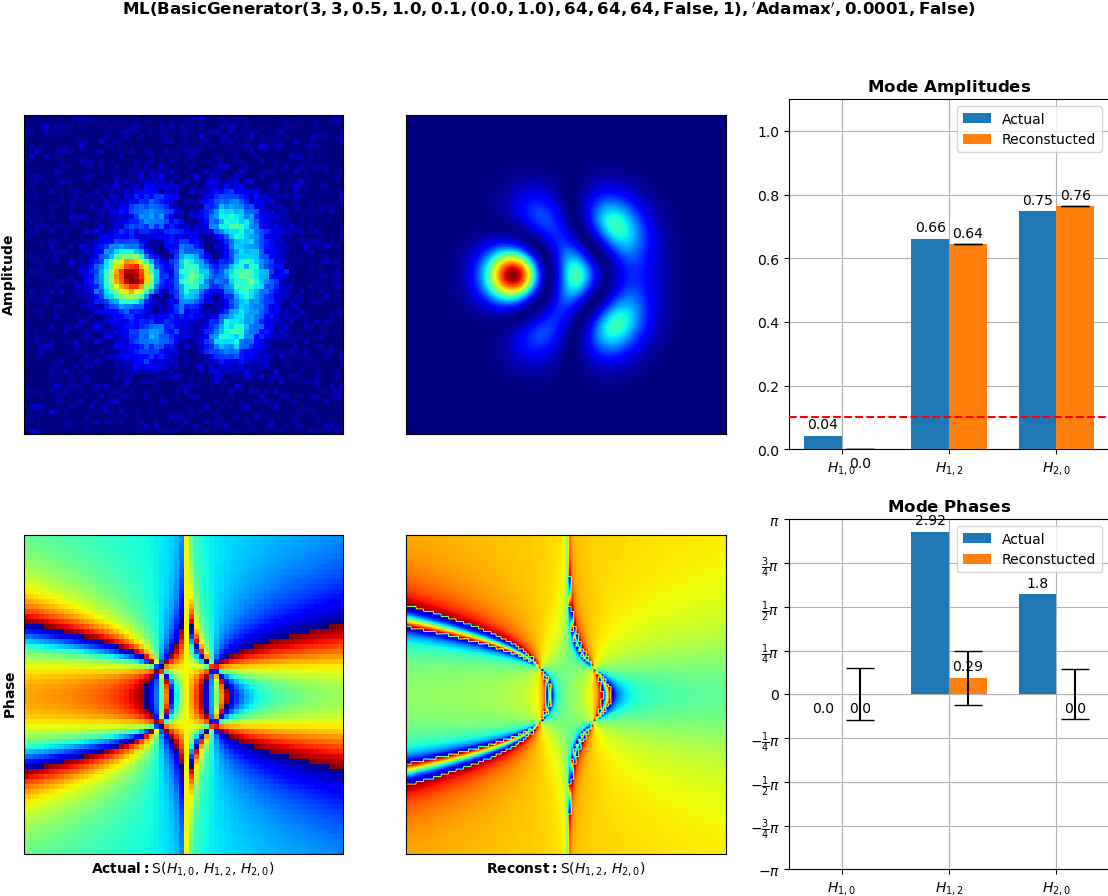 ML(BasicGenerator(3, 3, 0.5, 1.0, 0.1, (0.0, 1.0), 64, 64, 64, False, 1), ′Adamax′, 0.0001, False)
Amplitude
Mode Amplitudes
Actual
Reconstucted
1.0
0.8
0.6
0.4
0.2
0.0
0.04
0.0
0.66
0.64
0.75
0.76
H1,0
H1,2
H2,0
Phase
Actual: S(H1,0, H1,2, H2,0)
Reconst: S(H1,2, H2,0)
Mode Phases
Actual
Reconstucted
π
3/4π
1/2π
1/4π
0
−1/4π
−1/2π
−3/4π
−π
0.0
0.0
2.92
0.29
1.8
0.0
H1,0
H1,2
H2,0